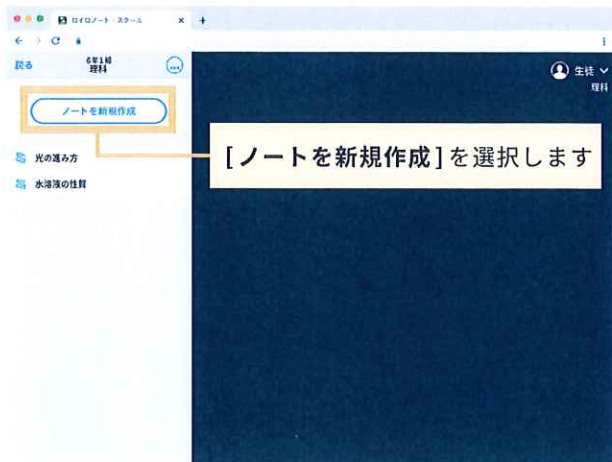 ロイロノート・スクール
戻る
6年1組
理科
生徒
理科
ノートを新規作成
[ノートを新規作成]を選択します
光の進み方
水溶液の性質